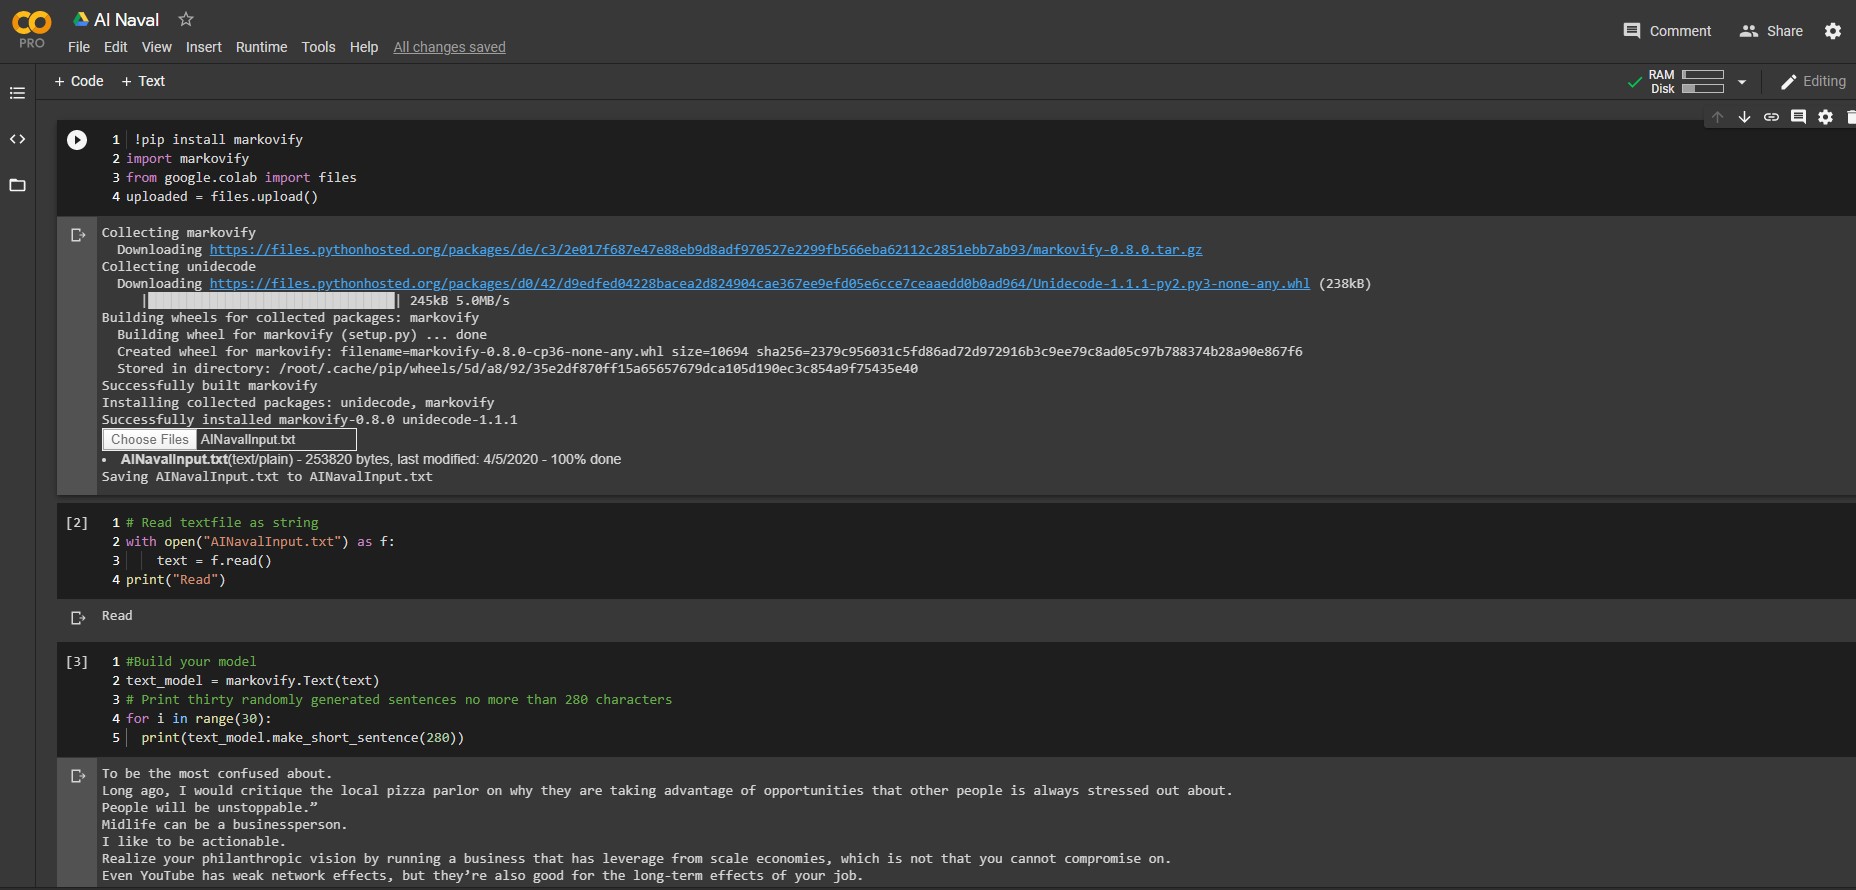 CO PRO
AI Naval
File Edit View Insert Runtime Tools Help All changes saved
Comment Share
+ Code + Text
RAM
Disk
Editing
1 !pip install markovify
2 import markovify
3 from google.colab import files
4 uploaded = files.upload()
Collecting markovify
Downloading https://files.pythonhosted.org/packages/de/c3/2e017f687e47e88eb9d8adf970527e2299fb566eba62112c2851ebb7ab93/markovify-0.8.0.tar.gz
Collecting unidecode
Downloading https://files.pythonhosted.org/packages/d0/42/d9edfed04228bacea2d824904cae367ee9efd05e6cce7ceaaedd0b0ad964/Unidecode-1.1.1-py2.py3-none-any.whl (238kB)
245kB 5.0MB/s
Building wheels for collected packages: markovify
Building wheel for markovify (setup.py) ... done
Created wheel for markovify: filename=markovify-0.8.0-cp36-none-any.whl size=10694 sha256=2379c956031c5fd86ad72d972916b3c9ee79c8ad05c97b788374b28a90e867f6
Stored in directory: /root/.cache/pip/wheels/5d/a8/92/35e2df870ff15a65657679dca105d190ec3c854a9f75435e40
Successfully built markovify
Installing collected packages: unidecode, markovify
Successfully installed markovify-0.8.0 unidecode-1.1.1
Choose Files AINavalInput.txt
• AINavalInput.txt(text/plain) - 253820 bytes, last modified: 4/5/2020 - 100% done
Saving AINavalInput.txt to AINavalInput.txt
[2] 1 # Read textfile as string
2 with open("AINavalInput.txt") as f:
3 text = f.read()
4 print("Read")
Read
[3] 1 #Build your model
2 text_model = markovify.Text(text)
3 # Print thirty randomly generated sentences no more than 280 characters
4 for i in range(30):
5 print(text_model.make_short_sentence(280))
To be the most confused about.
Long ago, I would critique the local pizza parlor on why they are taking advantage of opportunities that other people is always stressed out about.
People will be unstoppable.”
Midlife can be a businessperson.
I like to be actionable.
Realize your philanthropic vision by running a business that has leverage from scale economies, which is not that you cannot compromise on.
Even YouTube has weak network effects, but they’re also good for the long-term effects of your job.